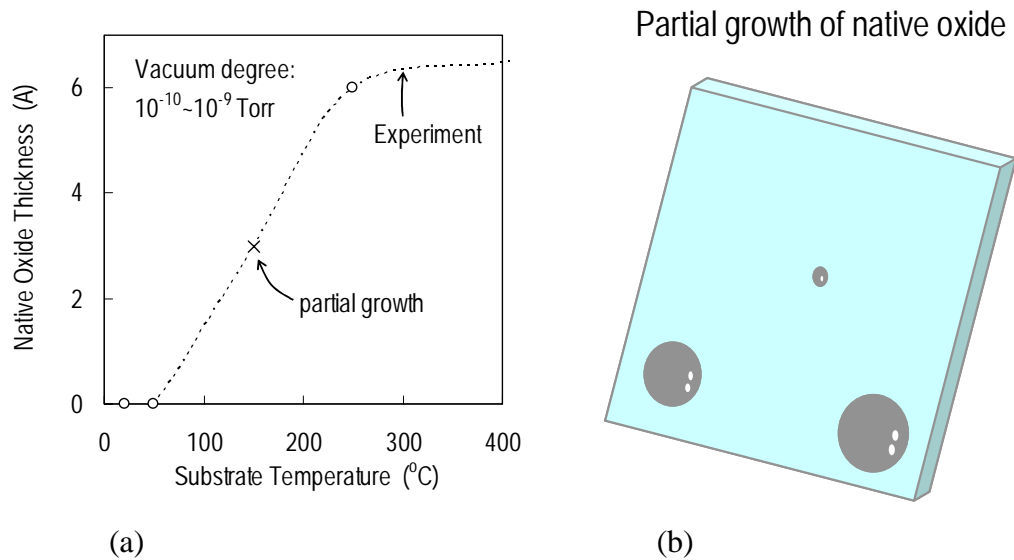 Partial growth of native oxide
Vacuum degree:
10⁻¹⁰~10⁻⁹ Torr
Experiment
partial growth
Native Oxide Thickness (A)
6
4
2
0
0 100 200 300 400
Substrate Temperature (⁰C)
(a)
(b)